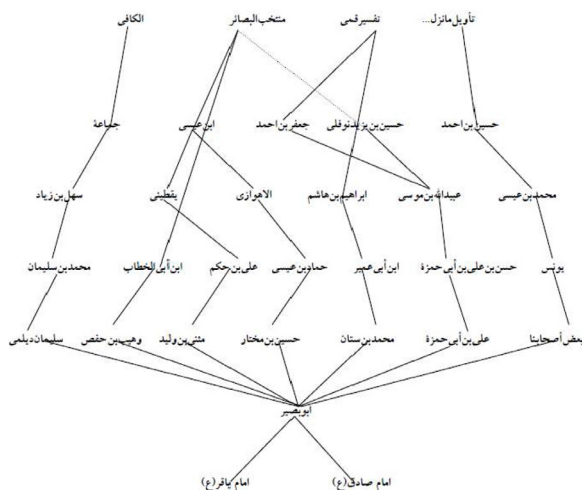 تأویل مانزل... تفسیر قمی منتخب البصائر الکافی
حسین بن احمد حسین بن یزید نوفلی جعفر بن احمد ابن عیسی جماعة
محمد بن عیسی عبیدالله بن موسی ابراهیم بن هاشم الاهوازی یقطینی سهل بن زیاد
یونس حسن بن علی بن أبی حمزة ابن أبی عمیر حماد بن عیسی علی بن حکم ابن أبی الخطاب محمد بن سلیمان
بعض أصحابنا علی بن أبی حمزة محمد بن سنان حسین بن مختار مثنی بن ولید وهیب بن حفص سلیمان دیلمی
ابوبصیر
امام صادق(ع) امام باقر(ع)